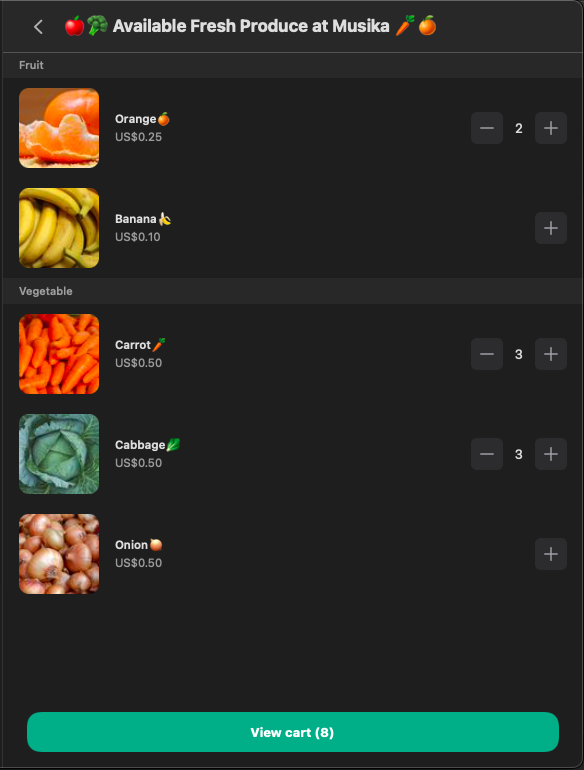 🍎🥦 Available Fresh Produce at Musika 🥕🍊
Fruit
Orange🍊
US$0.25
2
Banana🍌
US$0.10
Vegetable
Carrot🥕
US$0.50
3
Cabbage🥬
US$0.50
3
Onion🧅
US$0.50
View cart (8)